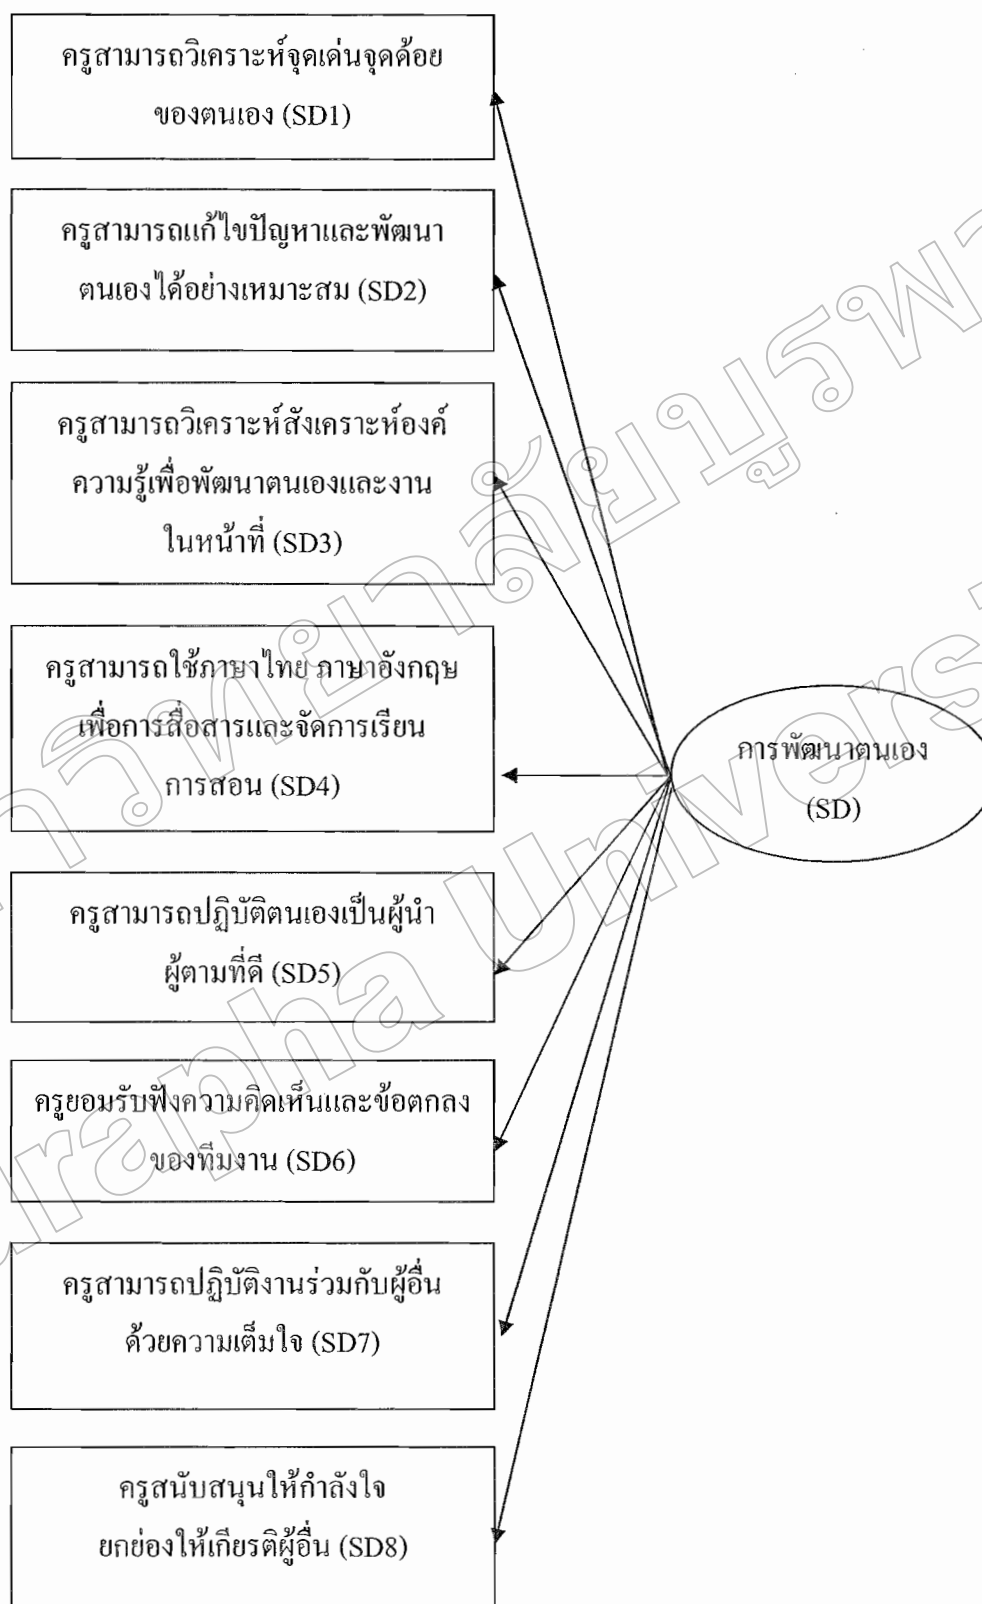 ครูสามารถวิเคราะห์จุดเด่นจุดด้อย
ของตนเอง (SD1)
ครูสามารถแก้ไขปัญหาและพัฒนา
ตนเองได้อย่างเหมาะสม (SD2)
ครูสามารถวิเคราะห์สังเคราะห์องค์
ความรู้เพื่อพัฒนาตนเองและงาน
ในหน้าที่ (SD3)
ครูสามารถใช้ภาษาไทย ภาษาอังกฤษ
เพื่อการสื่อสารและจัดการเรียน
การสอน (SD4)
การพัฒนาตนเอง
(SD)
ครูสามารถปฏิบัติตนเองเป็นผู้นำ
ผู้ตามที่ดี (SD5)
ครูยอมรับฟังความคิดเห็นและข้อตกลง
ของทีมงาน (SD6)
ครูสามารถปฏิบัติงานร่วมกับผู้อื่น
ด้วยความเต็มใจ (SD7)
ครูสนับสนุนให้กำลังใจ
ยกย่องให้เกียรติผู้อื่น (SD8)